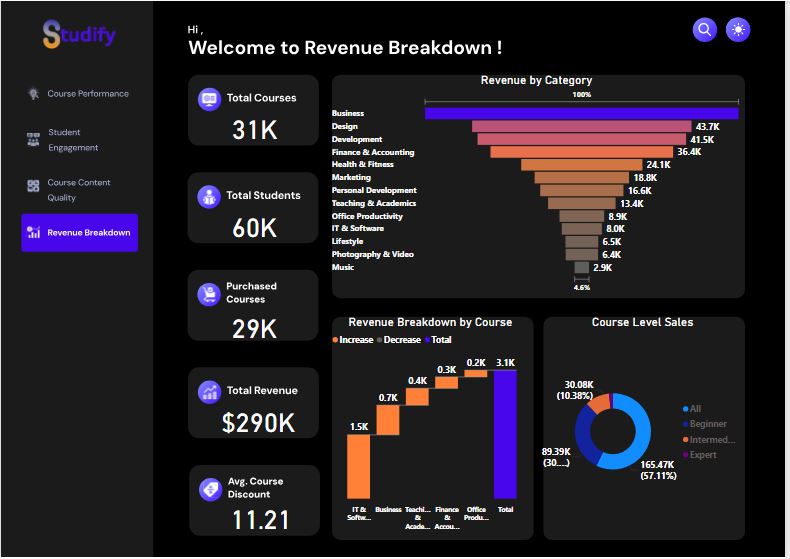 Studify
Course Performance
Student
Engagement
Course Content
Quality
Revenue Breakdown
Hi ,
Welcome to Revenue Breakdown !
Total Courses
31K
Total Students
60K
Purchased
Courses
29K
Total Revenue
$290K
Avg. Course
Discount
11.21
Revenue by Category
100%
Business
Design 43.7K
Development 41.5K
Finance & Accounting 36.4K
Health & Fitness 24.1K
Marketing 18.8K
Personal Development 16.6K
Teaching & Academics 13.4K
Office Productivity 8.9K
IT & Software 8.0K
Lifestyle 6.5K
Photography & Video 6.4K
Music 2.9K
4.6%
Revenue Breakdown by Course
Increase Decrease Total
1.5K
0.7K
0.4K
0.3K
0.2K
3.1K
IT &
Softw...
Business
Teachi...
&
Acade...
Finance
&
Accou...
Office
Produ...
Total
Course Level Sales
30.08K
(10.38%)
89.39K
(30....)
165.47K
(57.11%)
All
Beginner
Intermed...
Expert